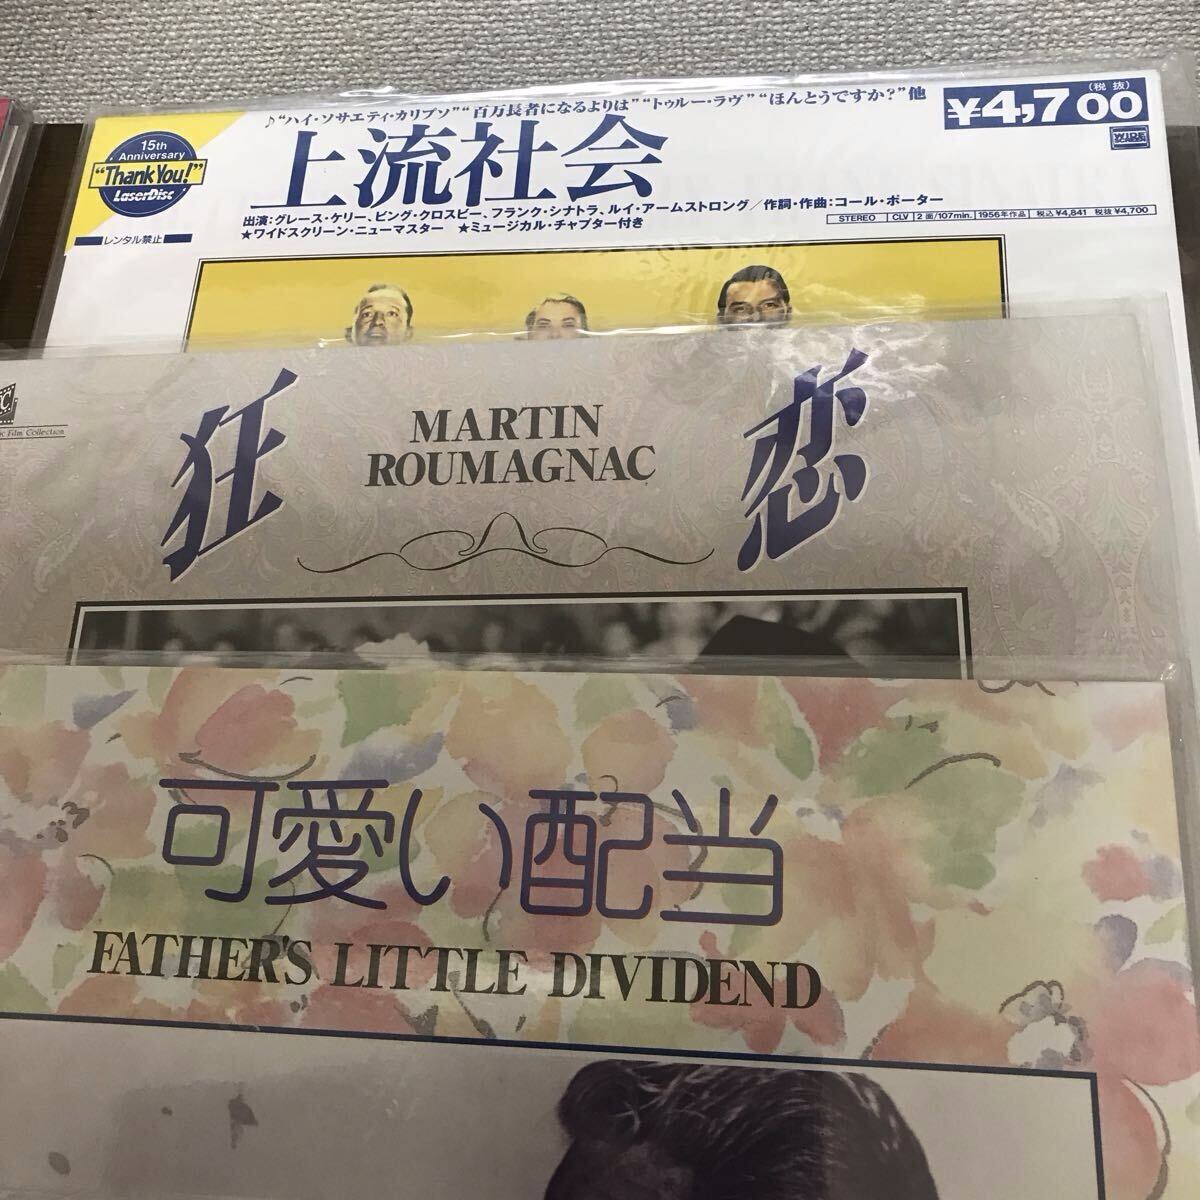 ♪"ハイ・ソサエティ・カリプソ" "百万長者になるよりは" "トゥルー・ラヴ" "ほんとうですか?"他
(税抜)
¥4,700
WIDE
15th
Anniversary
"Thank You!"
LaserDisc
レンタル禁止
上流社会
出演:グレース・ケリー、ビング・クロスビー、フランク・シナトラ、ルイ・アームストロング/作詞・作曲:コール・ポーター
★ワイドスクリーン・ニューマスター ★ミュージカル・チャプター付き
STEREO CLV 2面/107min. 1956年作品 税込¥4,841 税抜¥4,700
C
Film Collection
狂恋
MARTIN
ROUMAGNAC
可愛い配当
FATHER'S LITTLE DIVIDEND